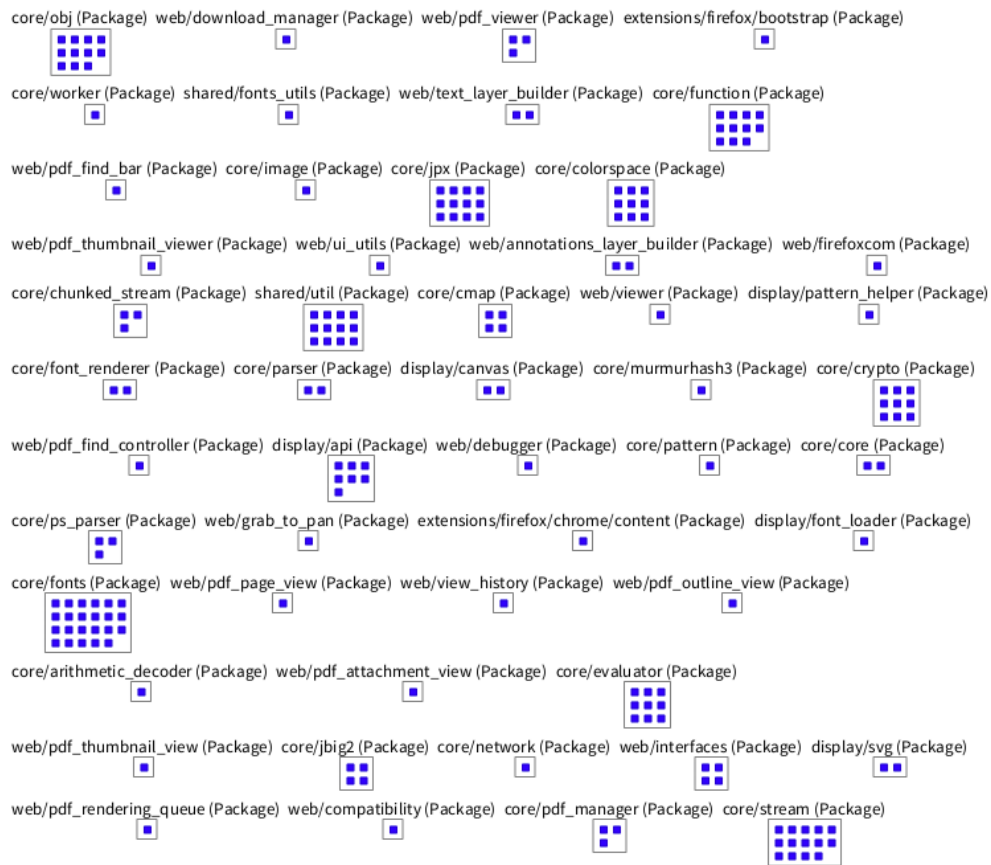 core/obj (Package) web/download_manager (Package) web/pdf_viewer (Package) extensions/firefox/bootstrap (Package)
core/worker (Package) shared/fonts_utils (Package) web/text_layer_builder (Package) core/function (Package)
web/pdf_find_bar (Package) core/image (Package) core/jpx (Package) core/colorspace (Package)
web/pdf_thumbnail_viewer (Package) web/ui_utils (Package) web/annotations_layer_builder (Package) web/firefoxcom (Package)
core/chunked_stream (Package) shared/util (Package) core/cmap (Package) web/viewer (Package) display/pattern_helper (Package)
core/font_renderer (Package) core/parser (Package) display/canvas (Package) core/murmurhash3 (Package) core/crypto (Package)
web/pdf_find_controller (Package) display/api (Package) web/debugger (Package) core/pattern (Package) core/core (Package)
core/ps_parser (Package) web/grab_to_pan (Package) extensions/firefox/chrome/content (Package) display/font_loader (Package)
core/fonts (Package) web/pdf_page_view (Package) web/view_history (Package) web/pdf_outline_view (Package)
core/arithmetic_decoder (Package) web/pdf_attachment_view (Package) core/evaluator (Package)
web/pdf_thumbnail_view (Package) core/jbig2 (Package) core/network (Package) web/interfaces (Package) display/svg (Package)
web/pdf_rendering_queue (Package) web/compatibility (Package) core/pdf_manager (Package) core/stream (Package)